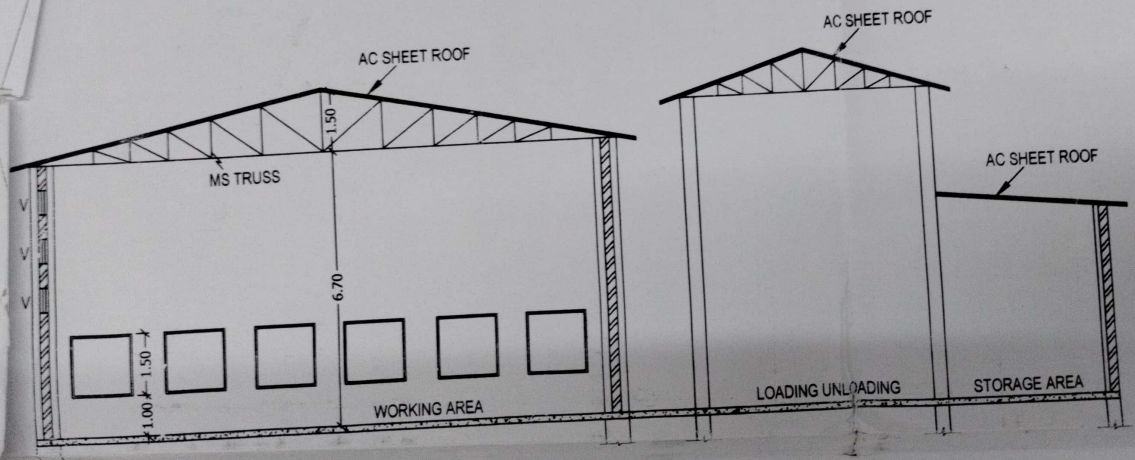 AC SHEET ROOF
AC SHEET ROOF
1.50
AC SHEET ROOF
MS TRUSS
V
V
V
6.70
1.50
1.00
WORKING AREA
LOADING UNLOADING
STORAGE AREA